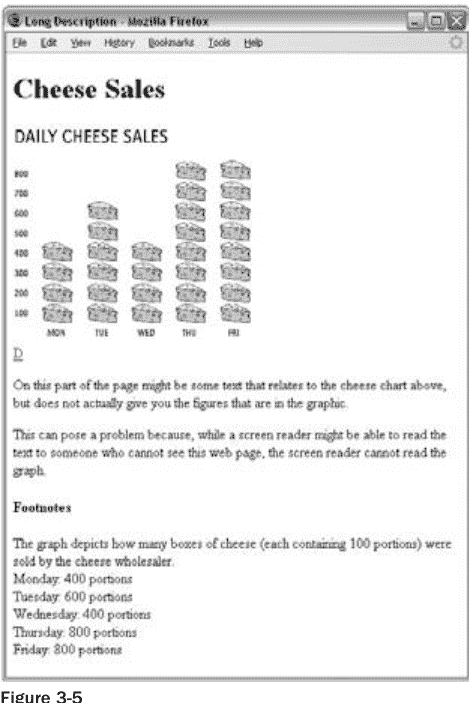 Long Description - Mozilla Firefox
File Edit View History Bookmarks Tools Help
Cheese Sales
DAILY CHEESE SALES
800
700
600
500
400
300
200
100
MON TUE WED THU FRI
D
On this part of the page might be some text that relates to the cheese chart above,
but does not actually give you the figures that are in the graphic.
This can pose a problem because, while a screen reader might be able to read the
text to someone who cannot see this web page, the screen reader cannot read the
graph.
Footnotes
The graph depicts how many boxes of cheese (each containing 100 portions) were
sold by the cheese wholesaler.
Monday: 400 portions
Tuesday: 600 portions
Wednesday: 400 portions
Thursday: 800 portions
Friday: 800 portions
Figure 3-5